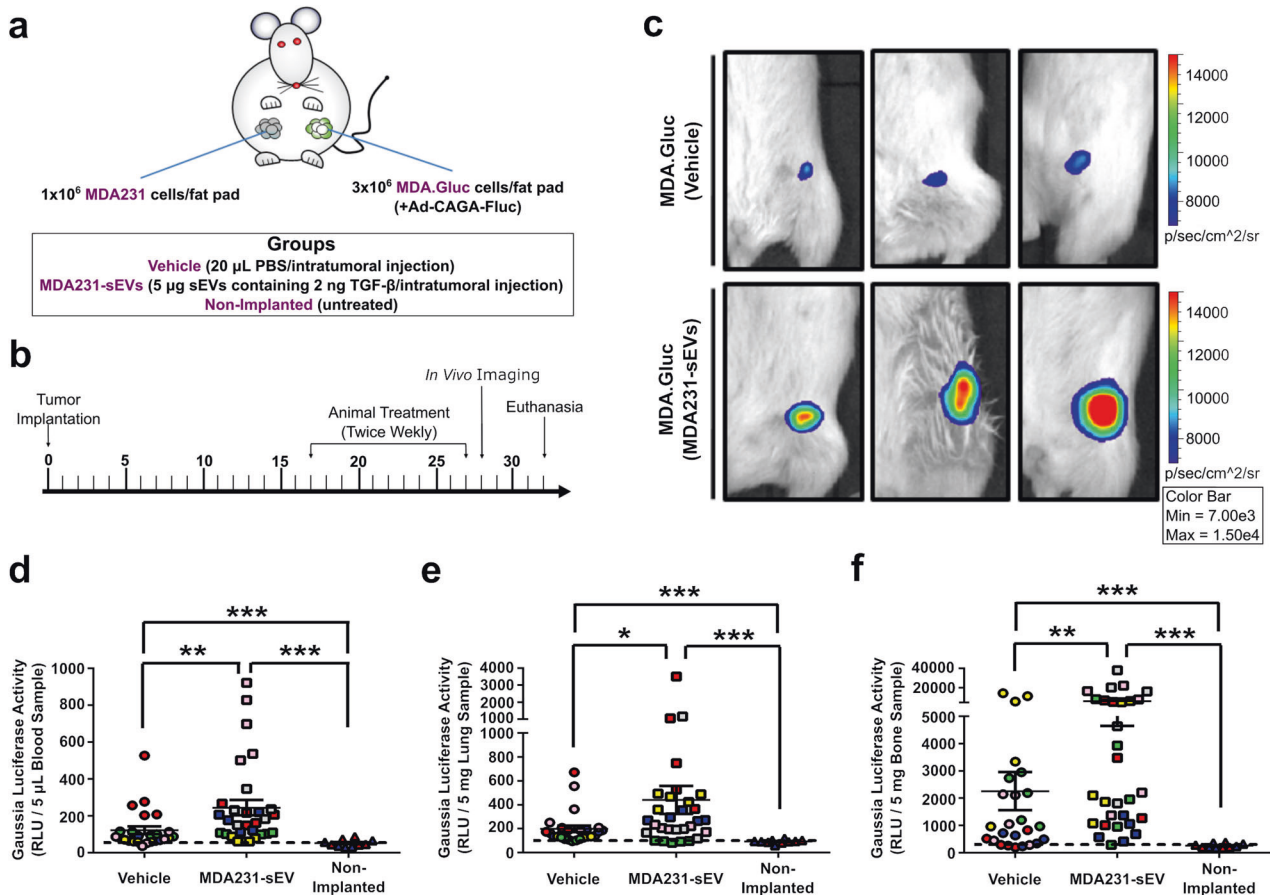 a
1x10⁶ MDA231 cells/fat pad
3x10⁶ MDA.Gluc cells/fat pad
(+Ad-CAGA-Fluc)
Groups
Vehicle (20 µL PBS/intratumoral injection)
MDA231-sEVs (5 µg sEVs containing 2 ng TGF-β/intratumoral injection)
Non-Implanted (untreated)
b
Tumor
Implantation
Animal Treatment
(Twice Wekly)
In Vivo Imaging
Euthanasia
0 5 10 15 20 25 30
c
MDA.Gluc
(Vehicle)
14000
12000
10000
8000
p/sec/cm^2/sr
MDA.Gluc
(MDA231-sEVs)
14000
12000
10000
8000
p/sec/cm^2/sr
Color Bar
Min = 7.00e3
Max = 1.50e4
d
***
** ***
Gaussia Luciferase Activity
(RLU / 5 µL Blood Sample)
1000
800
600
400
200
0
Vehicle MDA231-sEV Non-
Implanted
e
***
* ***
Gaussia Luciferase Activity
(RLU / 5 mg Lung Sample)
4000
3000
2000
1000
1000
800
600
400
200
0
Vehicle MDA231-sEV Non-
Implanted
f
***
** ***
Gaussia Luciferase Activity
(RLU / 5 mg Bone Sample)
40000
20000
5000
4000
3000
2000
1000
0
Vehicle MDA231-sEV Non-
Implanted